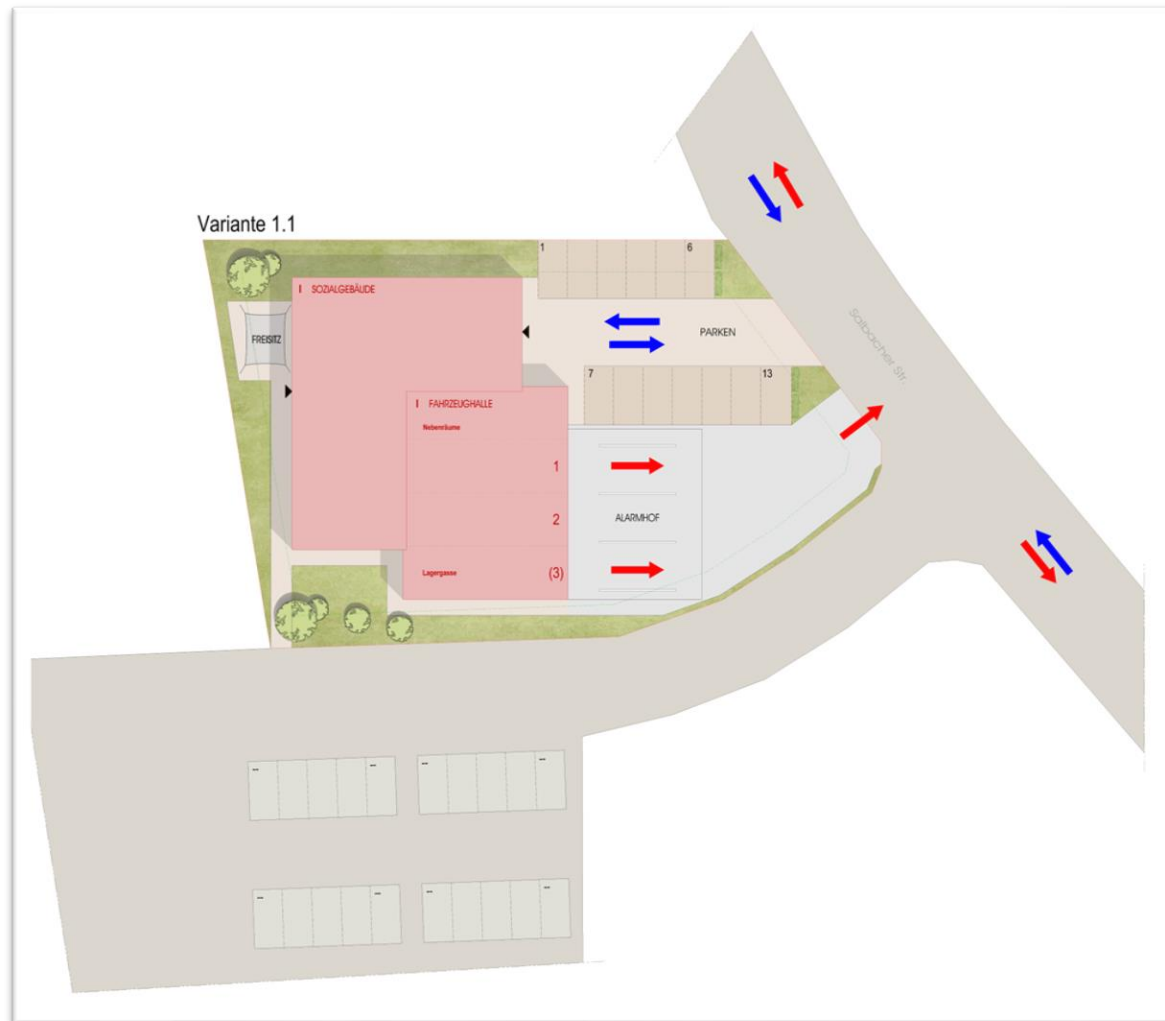 Variante 1.1
1 6
I SOZIALGEBÄUDE
Salbacher Str.
PARKEN
FREISITZ
7 13
I FAHRZEUGHALLE
Nebenräume
1
2
ALARMHOF
Lagergasse (3)